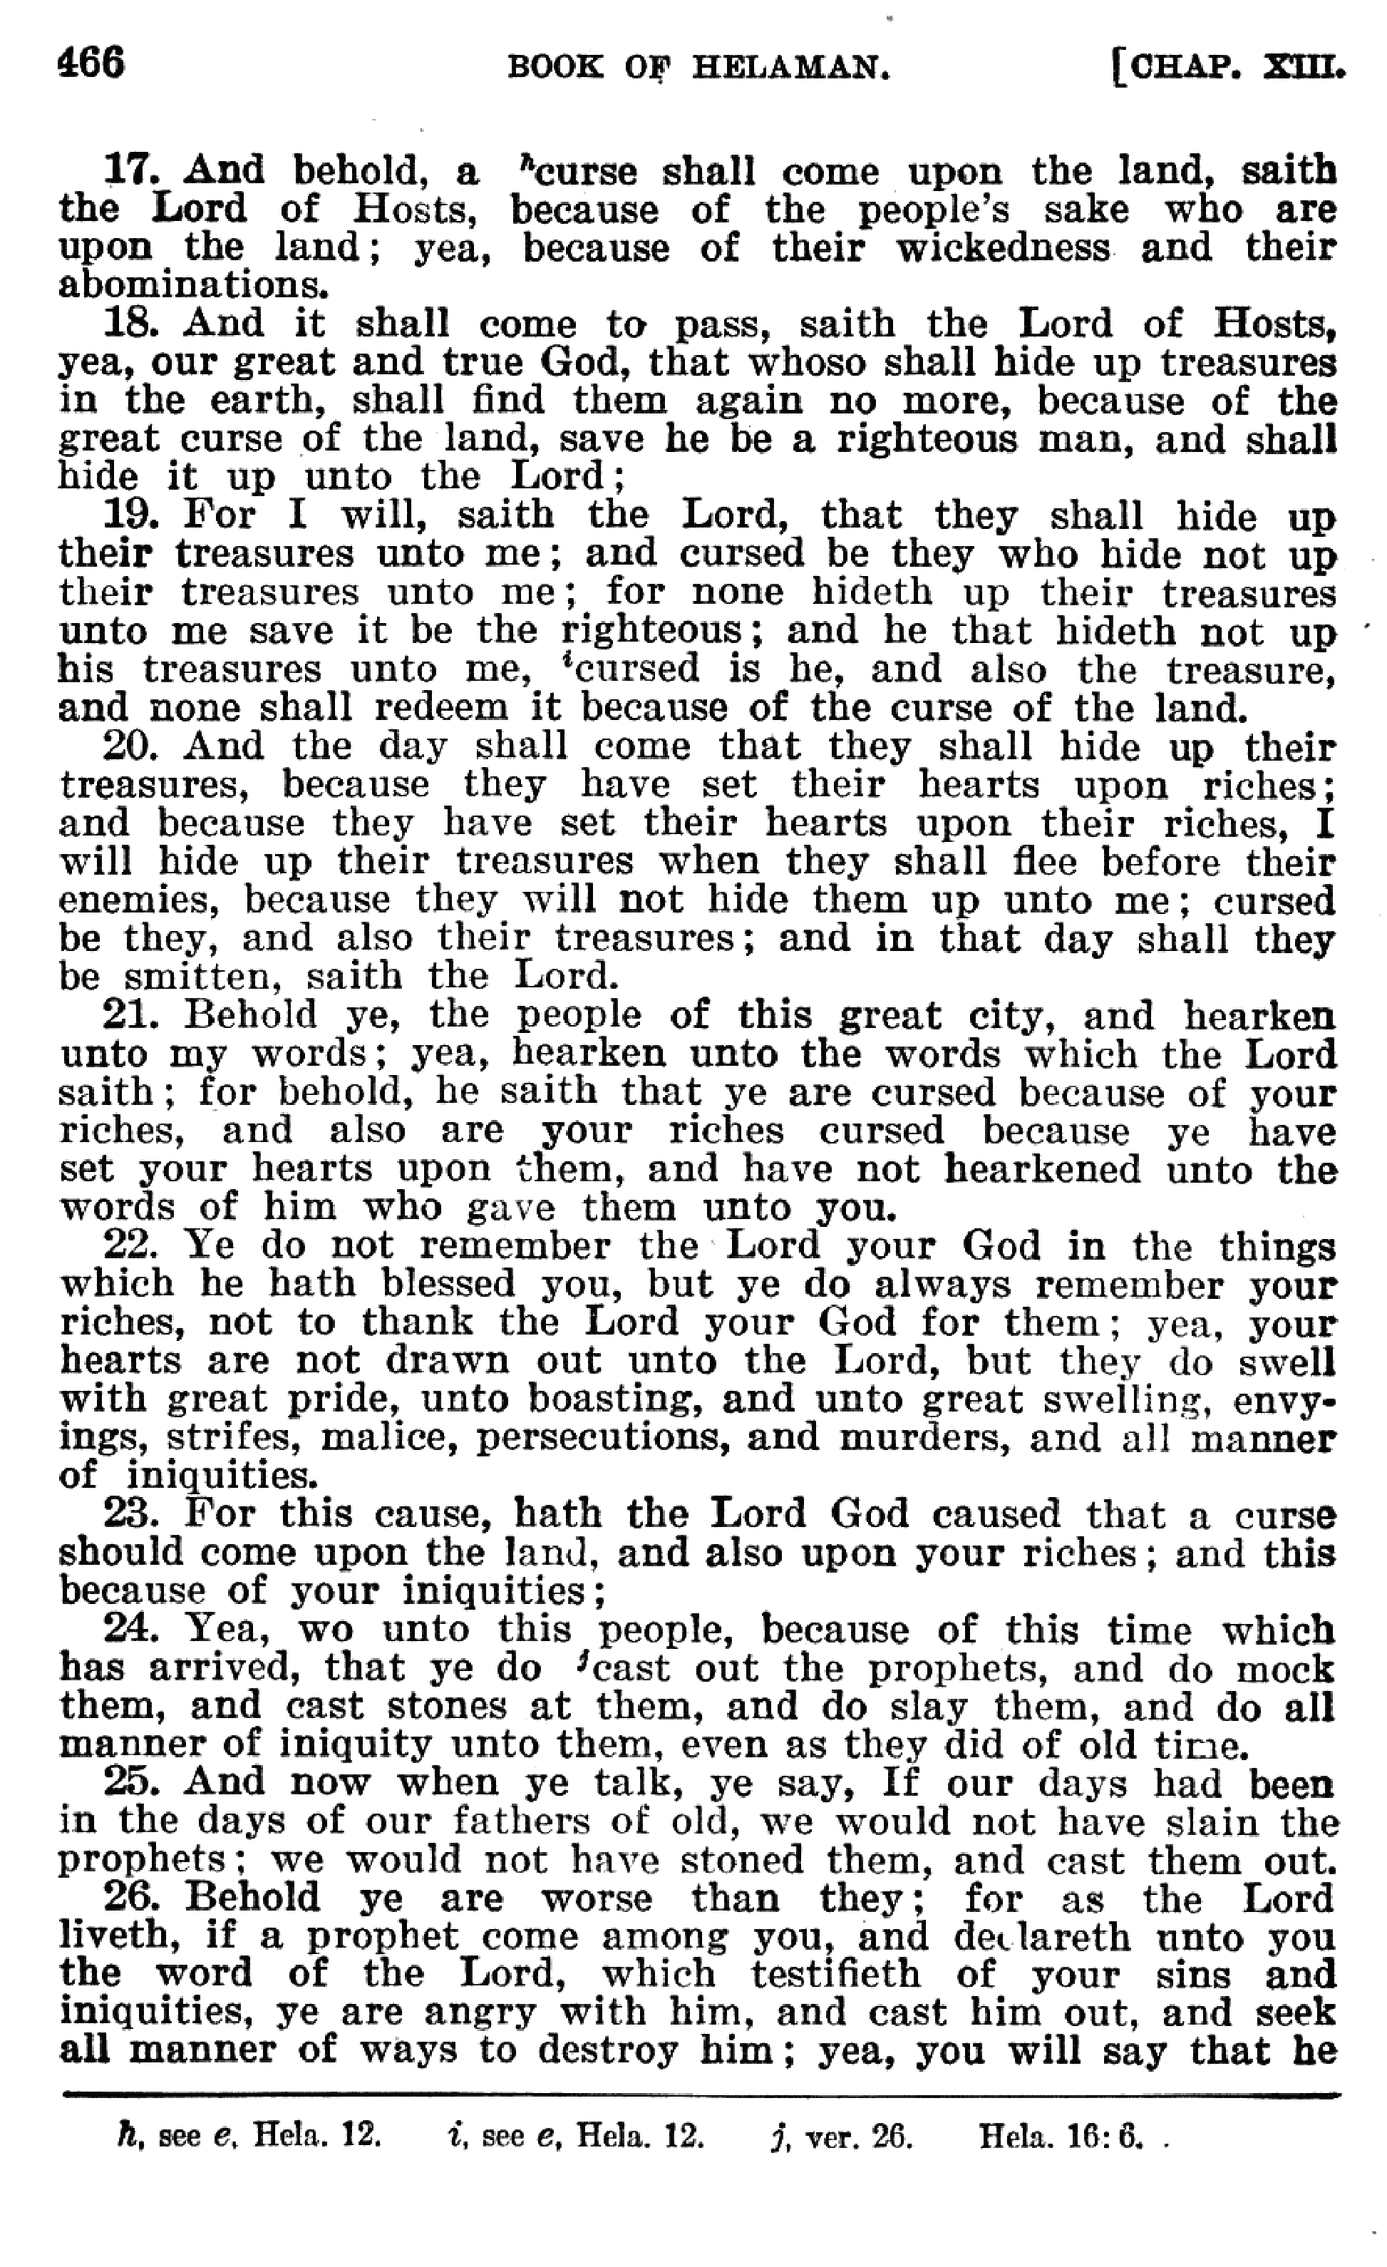 466 BOOK OF HELAMAN. [CHAP. XIII.
17. And behold, a hcurse shall come upon the land, saith
the Lord of Hosts, because of the people's sake who are
upon the land; yea, because of their wickedness and their
abominations.
18. And it shall come to pass, saith the Lord of Hosts,
yea, our great and true God, that whoso shall hide up treasures
in the earth, shall find them again no more, because of the
great curse of the land, save he be a righteous man, and shall
hide it up unto the Lord;
19. For I will, saith the Lord, that they shall hide up
their treasures unto me; and cursed be they who hide not up
their treasures unto me; for none hideth up their treasures
unto me save it be the righteous; and he that hideth not up
his treasures unto me, icursed is he, and also the treasure,
and none shall redeem it because of the curse of the land.
20. And the day shall come that they shall hide up their
treasures, because they have set their hearts upon riches;
and because they have set their hearts upon their riches, I
will hide up their treasures when they shall flee before their
enemies, because they will not hide them up unto me; cursed
be they, and also their treasures; and in that day shall they
be smitten, saith the Lord.
21. Behold ye, the people of this great city, and hearken
unto my words; yea, hearken unto the words which the Lord
saith; for behold, he saith that ye are cursed because of your
riches, and also are your riches cursed because ye have
set your hearts upon them, and have not hearkened unto the
words of him who gave them unto you.
22. Ye do not remember the Lord your God in the things
which he hath blessed you, but ye do always remember your
riches, not to thank the Lord your God for them; yea, your
hearts are not drawn out unto the Lord, but they do swell
with great pride, unto boasting, and unto great swelling, envy-
ings, strifes, malice, persecutions, and murders, and all manner
of iniquities.
23. For this cause, hath the Lord God caused that a curse
should come upon the land, and also upon your riches; and this
because of your iniquities;
24. Yea, wo unto this people, because of this time which
has arrived, that ye do jcast out the prophets, and do mock
them, and cast stones at them, and do slay them, and do all
manner of iniquity unto them, even as they did of old time.
25. And now when ye talk, ye say, If our days had been
in the days of our fathers of old, we would not have slain the
prophets; we would not have stoned them, and cast them out.
26. Behold ye are worse than they; for as the Lord
liveth, if a prophet come among you, and declareth unto you
the word of the Lord, which testifieth of your sins and
iniquities, ye are angry with him, and cast him out, and seek
all manner of ways to destroy him; yea, you will say that he
h, see e, Hela. 12. i, see e, Hela. 12. j, ver. 26. Hela. 16:6.